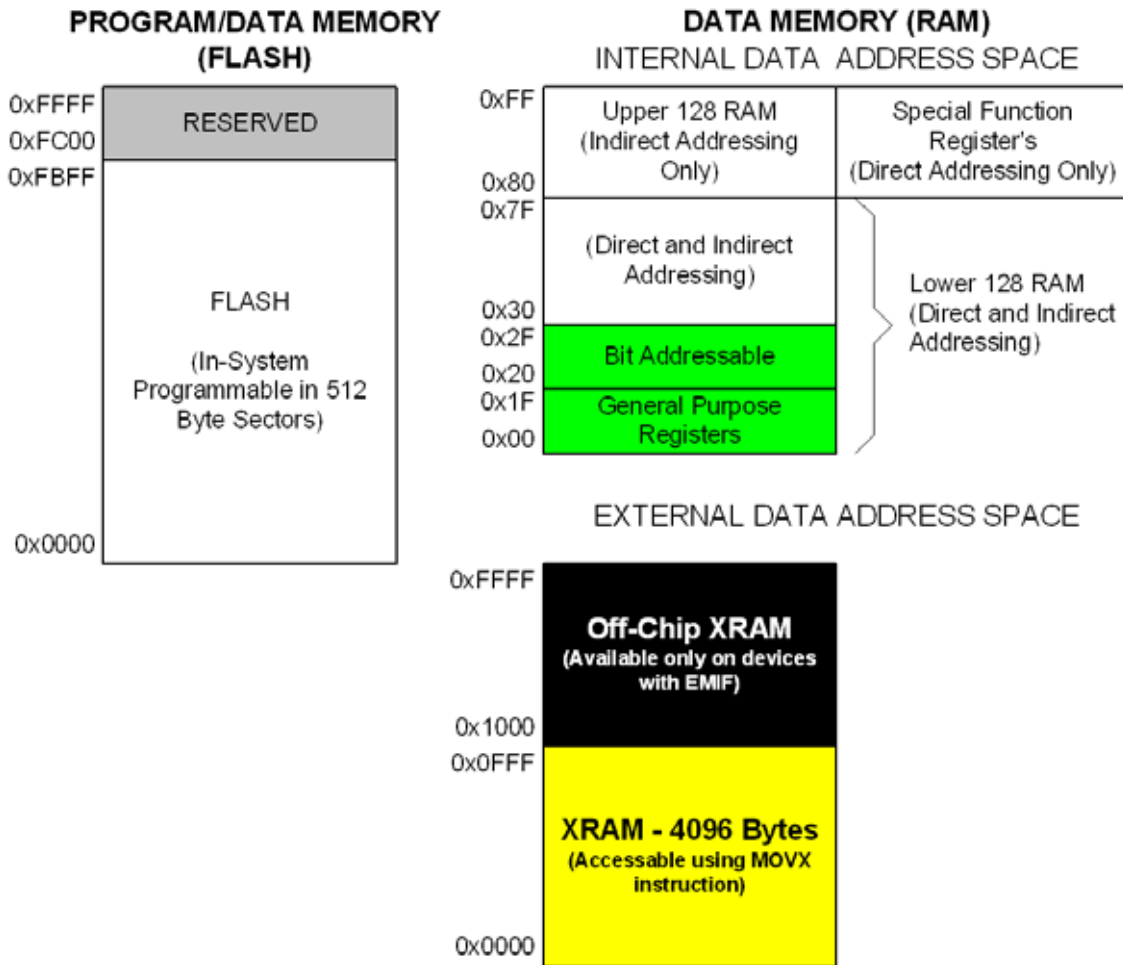 PROGRAM/DATA MEMORY
(FLASH)
0xFFFF
RESERVED
0xFC00
0xFBFF
FLASH
(In-System
Programmable in 512
Byte Sectors)
0x0000
DATA MEMORY (RAM)
INTERNAL DATA ADDRESS SPACE
0xFF
Upper 128 RAM
(Indirect Addressing
Only)
0x80
Special Function
Register's
(Direct Addressing Only)
0x7F
(Direct and Indirect
Addressing)
0x30
Lower 128 RAM
(Direct and Indirect
Addressing)
0x2F
Bit Addressable
0x20
0x1F
General Purpose
Registers
0x00
EXTERNAL DATA ADDRESS SPACE
0xFFFF
Off-Chip XRAM
(Available only on devices
with EMIF)
0x1000
0x0FFF
XRAM - 4096 Bytes
(Accessable using MOVX
instruction)
0x0000